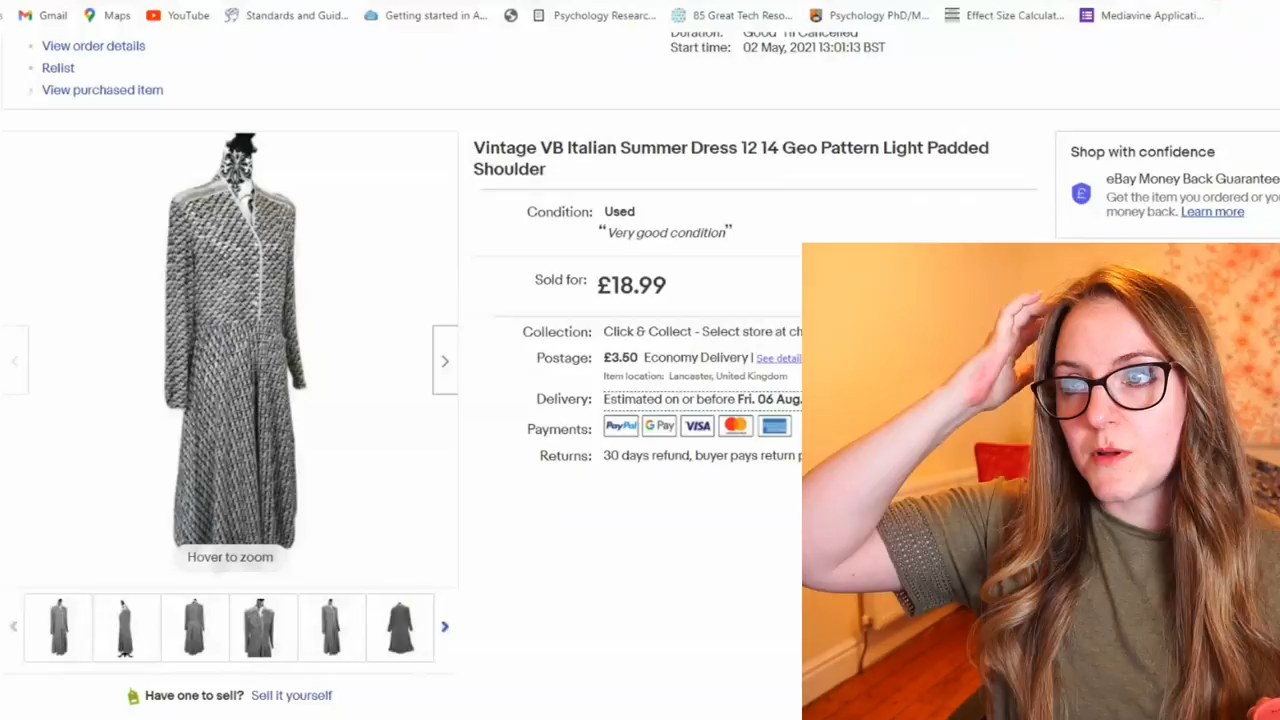 Gmail
Maps
YouTube
Standards and Guid...
Getting started in A...
Psychology Researc...
85 Great Tech Reso...
Psychology PhD/M...
Effect Size Calculat...
Mediavine Applicati...
View order details
Relist
View purchased item
Duration: Good 'Til Cancelled
Start time: 02 May, 2021 13:01:13 BST
Vintage VB Italian Summer Dress 12 14 Geo Pattern Light Padded
Shoulder
Condition: Used
“Very good condition”
Sold for: £18.99
Collection: Click & Collect - Select store at ch
Postage: £3.50 Economy Delivery | See detail
Item location: Lancaster, United Kingdom
Delivery: Estimated on or before Fri. 06 Aug.
Payments: PayPal G Pay VISA
Returns: 30 days refund, buyer pays return p
Shop with confidence
eBay Money Back Guarantee
Get the item you ordered or yo
money back. Learn more
Hover to zoom
Have one to sell? Sell it yourself